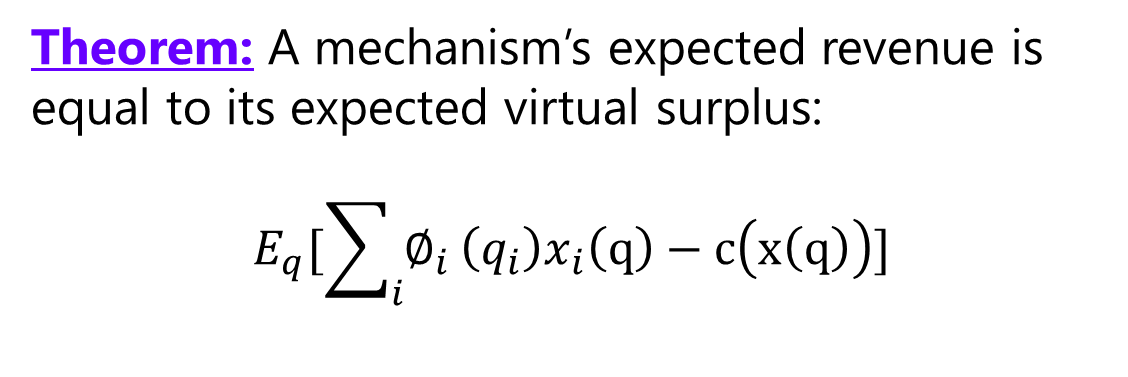 Theorem: A mechanism's expected revenue is
equal to its expected virtual surplus:
E_q[∑_i ∅_i (q_i)x_i(q) − c(x(q))]